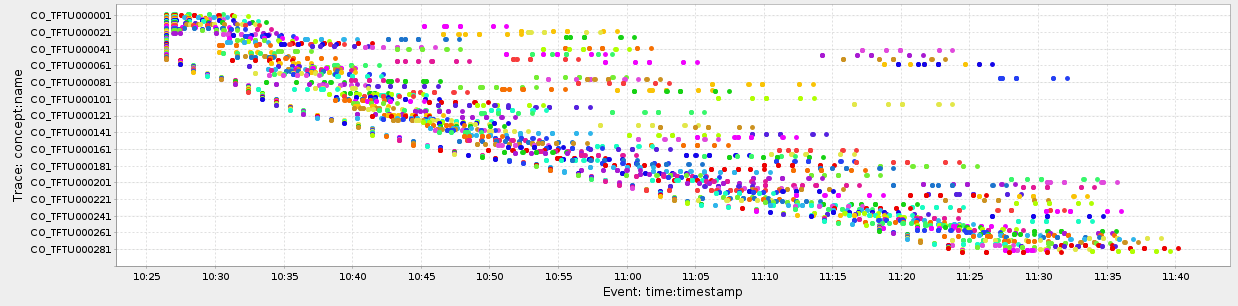 Trace: concept:name
CO_TFTU000001
CO_TFTU000021
CO_TFTU000041
CO_TFTU000061
CO_TFTU000081
CO_TFTU000101
CO_TFTU000121
CO_TFTU000141
CO_TFTU000161
CO_TFTU000181
CO_TFTU000201
CO_TFTU000221
CO_TFTU000241
CO_TFTU000261
CO_TFTU000281
10:25 10:30 10:35 10:40 10:45 10:50 10:55 11:00 11:05 11:10 11:15 11:20 11:25 11:30 11:35 11:40
Event: time:timestamp